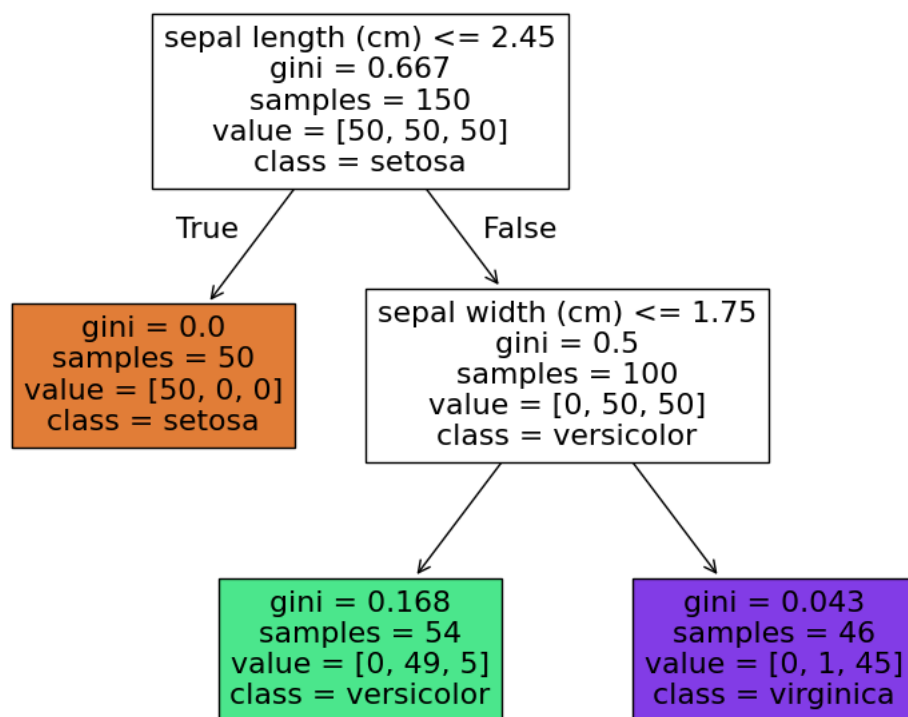 sepal length (cm) <= 2.45
gini = 0.667
samples = 150
value = [50, 50, 50]
class = setosa
True
False
gini = 0.0
samples = 50
value = [50, 0, 0]
class = setosa
sepal width (cm) <= 1.75
gini = 0.5
samples = 100
value = [0, 50, 50]
class = versicolor
gini = 0.168
samples = 54
value = [0, 49, 5]
class = versicolor
gini = 0.043
samples = 46
value = [0, 1, 45]
class = virginica